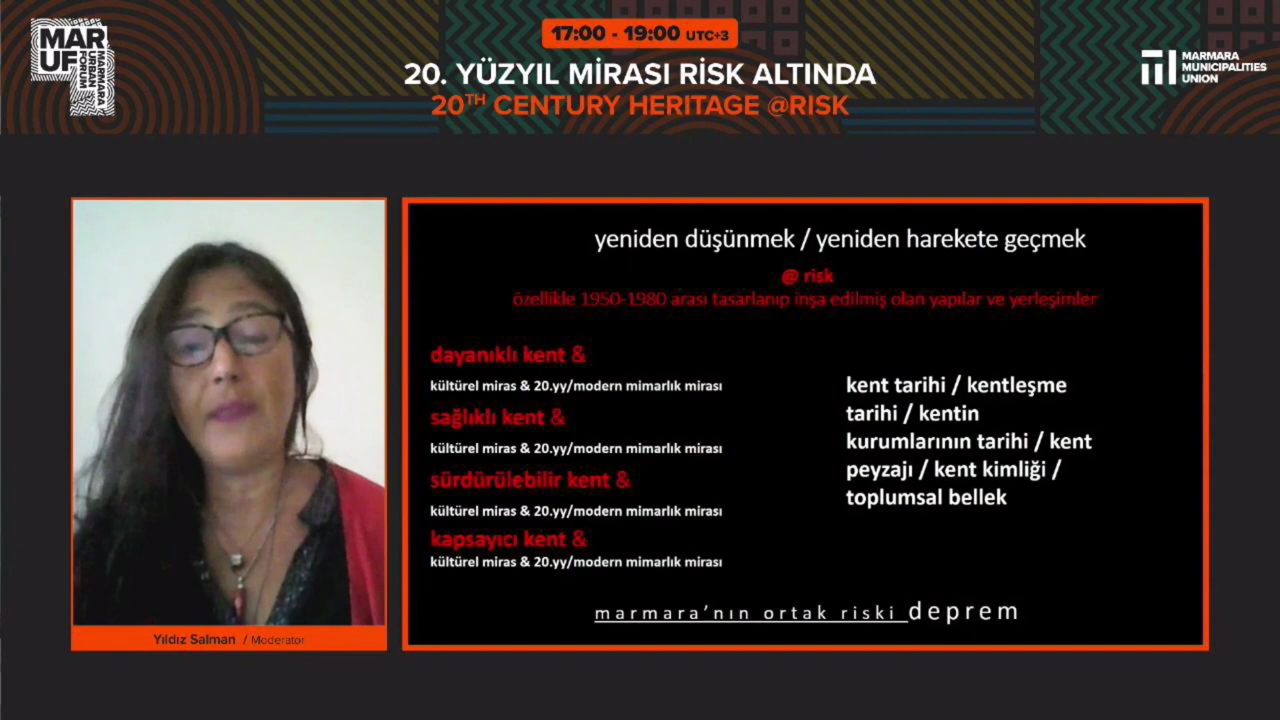 MAR
UF
MARMARA
URBAN
FORUM
17:00 - 19:00 UTC+3
20. YÜZYIL MİRASI RİSK ALTINDA
20TH CENTURY HERITAGE @RISK
MARMARA
MUNICIPALITIES
UNION
Yıldız Salman / Moderator
yeniden düşünmek / yeniden harekete geçmek
@ risk
özellikle 1950-1980 arası tasarlanıp inşa edilmiş olan yapılar ve yerleşimler
dayanıklı kent &
kültürel miras & 20.yy/modern mimarlık mirası
sağlıklı kent &
kültürel miras & 20.yy/modern mimarlık mirası
sürdürülebilir kent &
kültürel miras & 20.yy/modern mimarlık mirası
kapsayıcı kent &
kültürel miras & 20.yy/modern mimarlık mirası
kent tarihi / kentleşme
tarihi / kentin
kurumlarının tarihi / kent
peyzajı / kent kimliği /
toplumsal bellek
marmara'nın ortak riski deprem